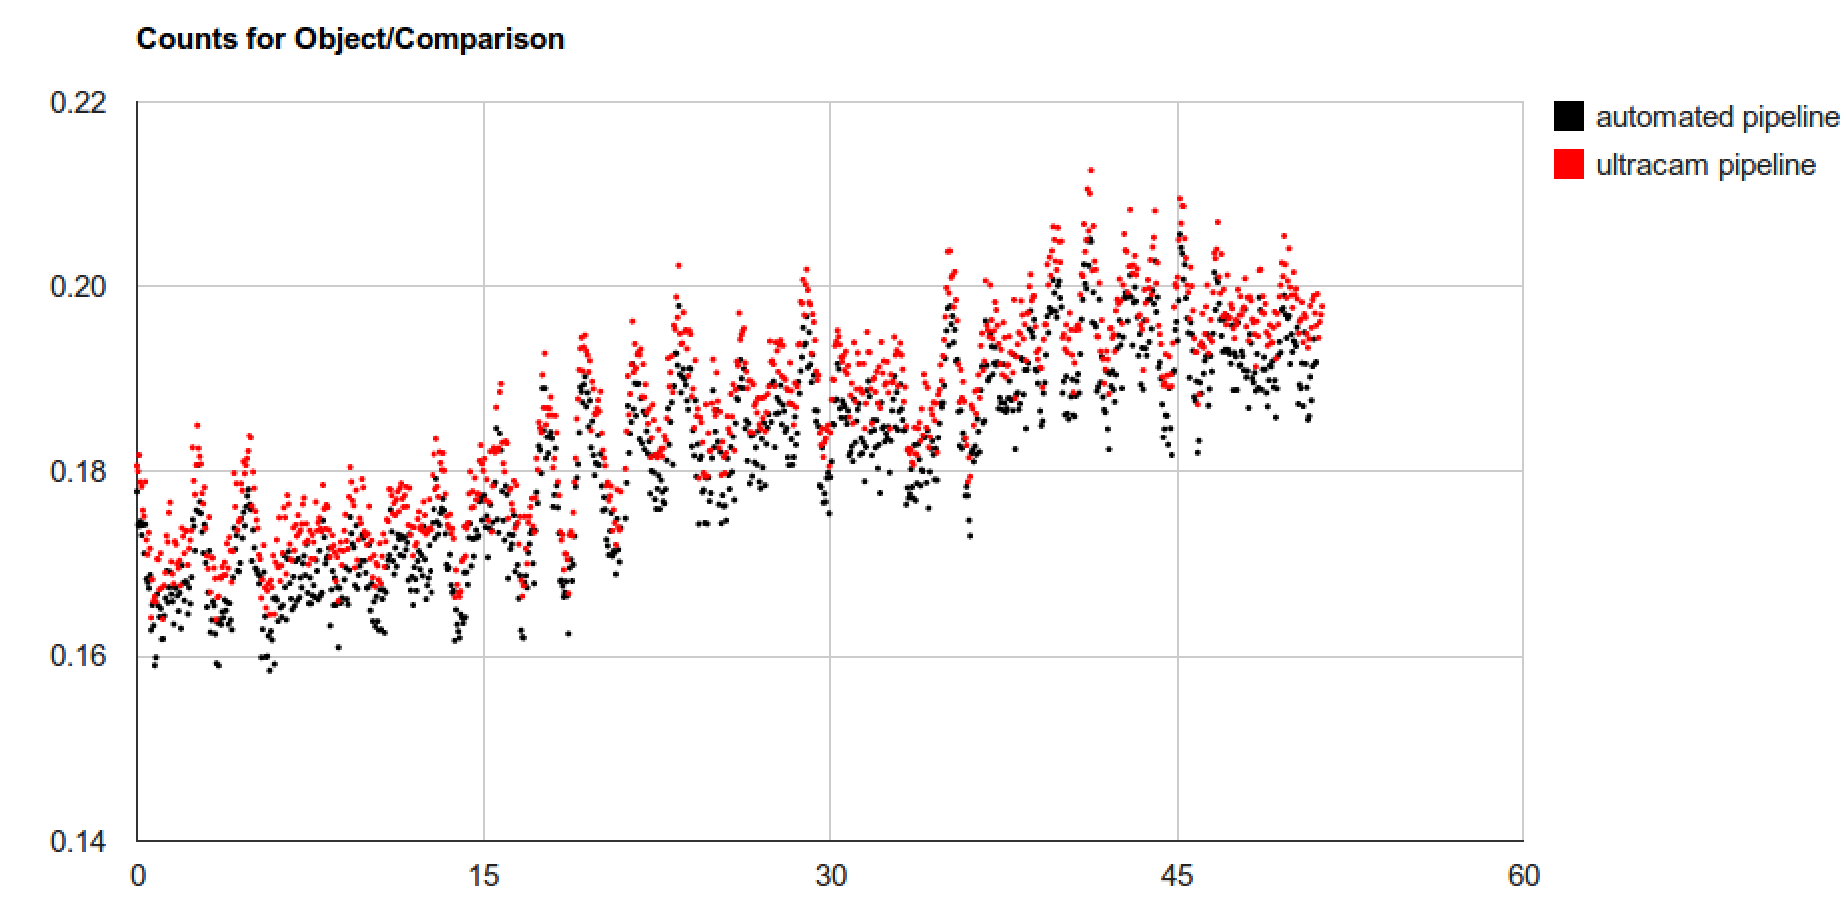 Counts for Object/Comparison
0.22
0.20
0.18
0.16
0.14
0 15 30 45 60
automated pipeline
ultracam pipeline